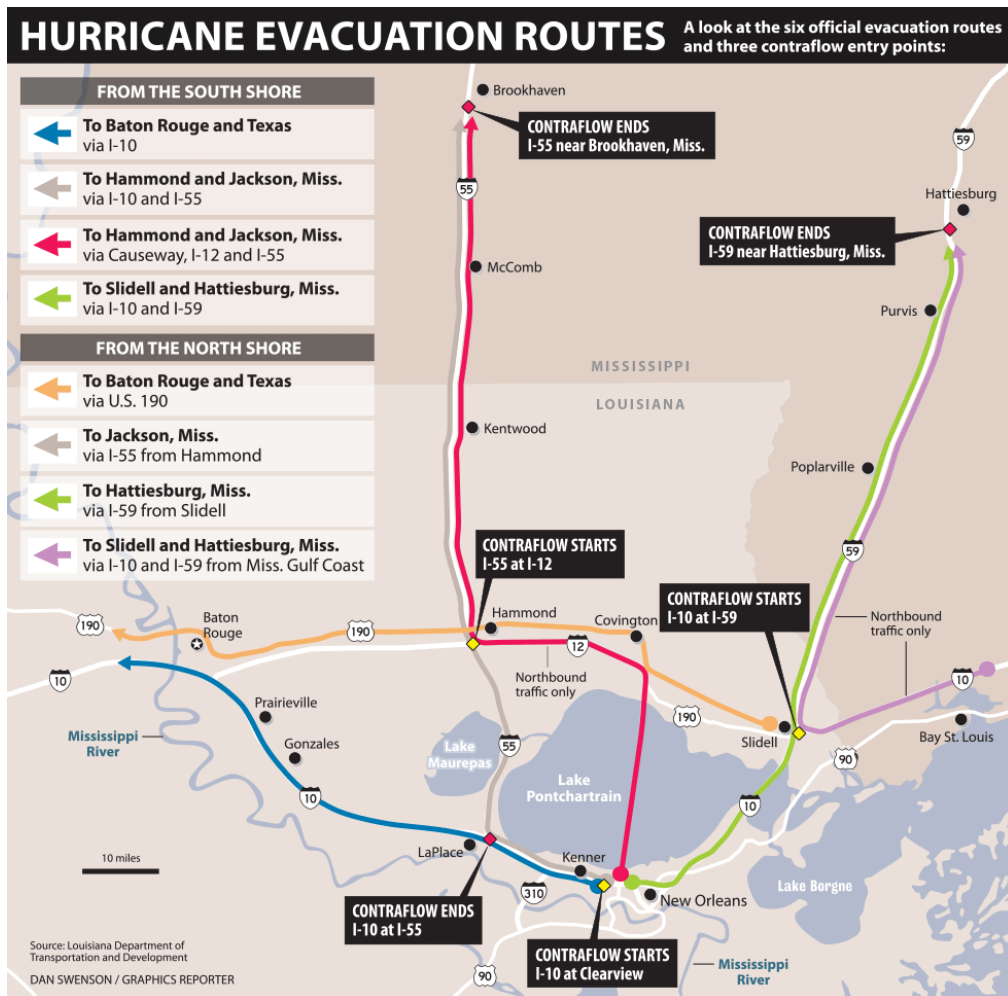 HURRICANE EVACUATION ROUTES
A look at the six official evacuation routes
and three contraflow entry points:
FROM THE SOUTH SHORE
To Baton Rouge and Texas
via I-10
To Hammond and Jackson, Miss.
via I-10 and I-55
To Hammond and Jackson, Miss.
via Causeway, I-12 and I-55
To Slidell and Hattiesburg, Miss.
via I-10 and I-59
FROM THE NORTH SHORE
To Baton Rouge and Texas
via U.S. 190
To Jackson, Miss.
via I-55 from Hammond
To Hattiesburg, Miss.
via I-59 from Slidell
To Slidell and Hattiesburg, Miss.
via I-10 and I-59 from Miss. Gulf Coast
Brookhaven
CONTRAFLOW ENDS
I-55 near Brookhaven, Miss.
59
55
Hattiesburg
CONTRAFLOW ENDS
I-59 near Hattiesburg, Miss.
McComb
Purvis
MISSISSIPPI
LOUISIANA
Kentwood
Poplarville
CONTRAFLOW STARTS
I-55 at I-12
59
CONTRAFLOW STARTS
I-10 at I-59
Northbound
traffic only
190
Baton
Rouge
190
Hammond
Covington
12
Northbound
traffic only
10
10
Prairieville
Mississippi
River
Gonzales
55
Lake
Maurepas
190
Slidell
Bay St. Louis
90
Lake
Pontchartrain
10
10
10 miles
LaPlace
Kenner
310
New Orleans
Lake Borgne
CONTRAFLOW ENDS
I-10 at I-55
CONTRAFLOW STARTS
I-10 at Clearview
90
Mississippi
River
Source: Louisiana Department of
Transportation and Development
DAN SWENSON / GRAPHICS REPORTER